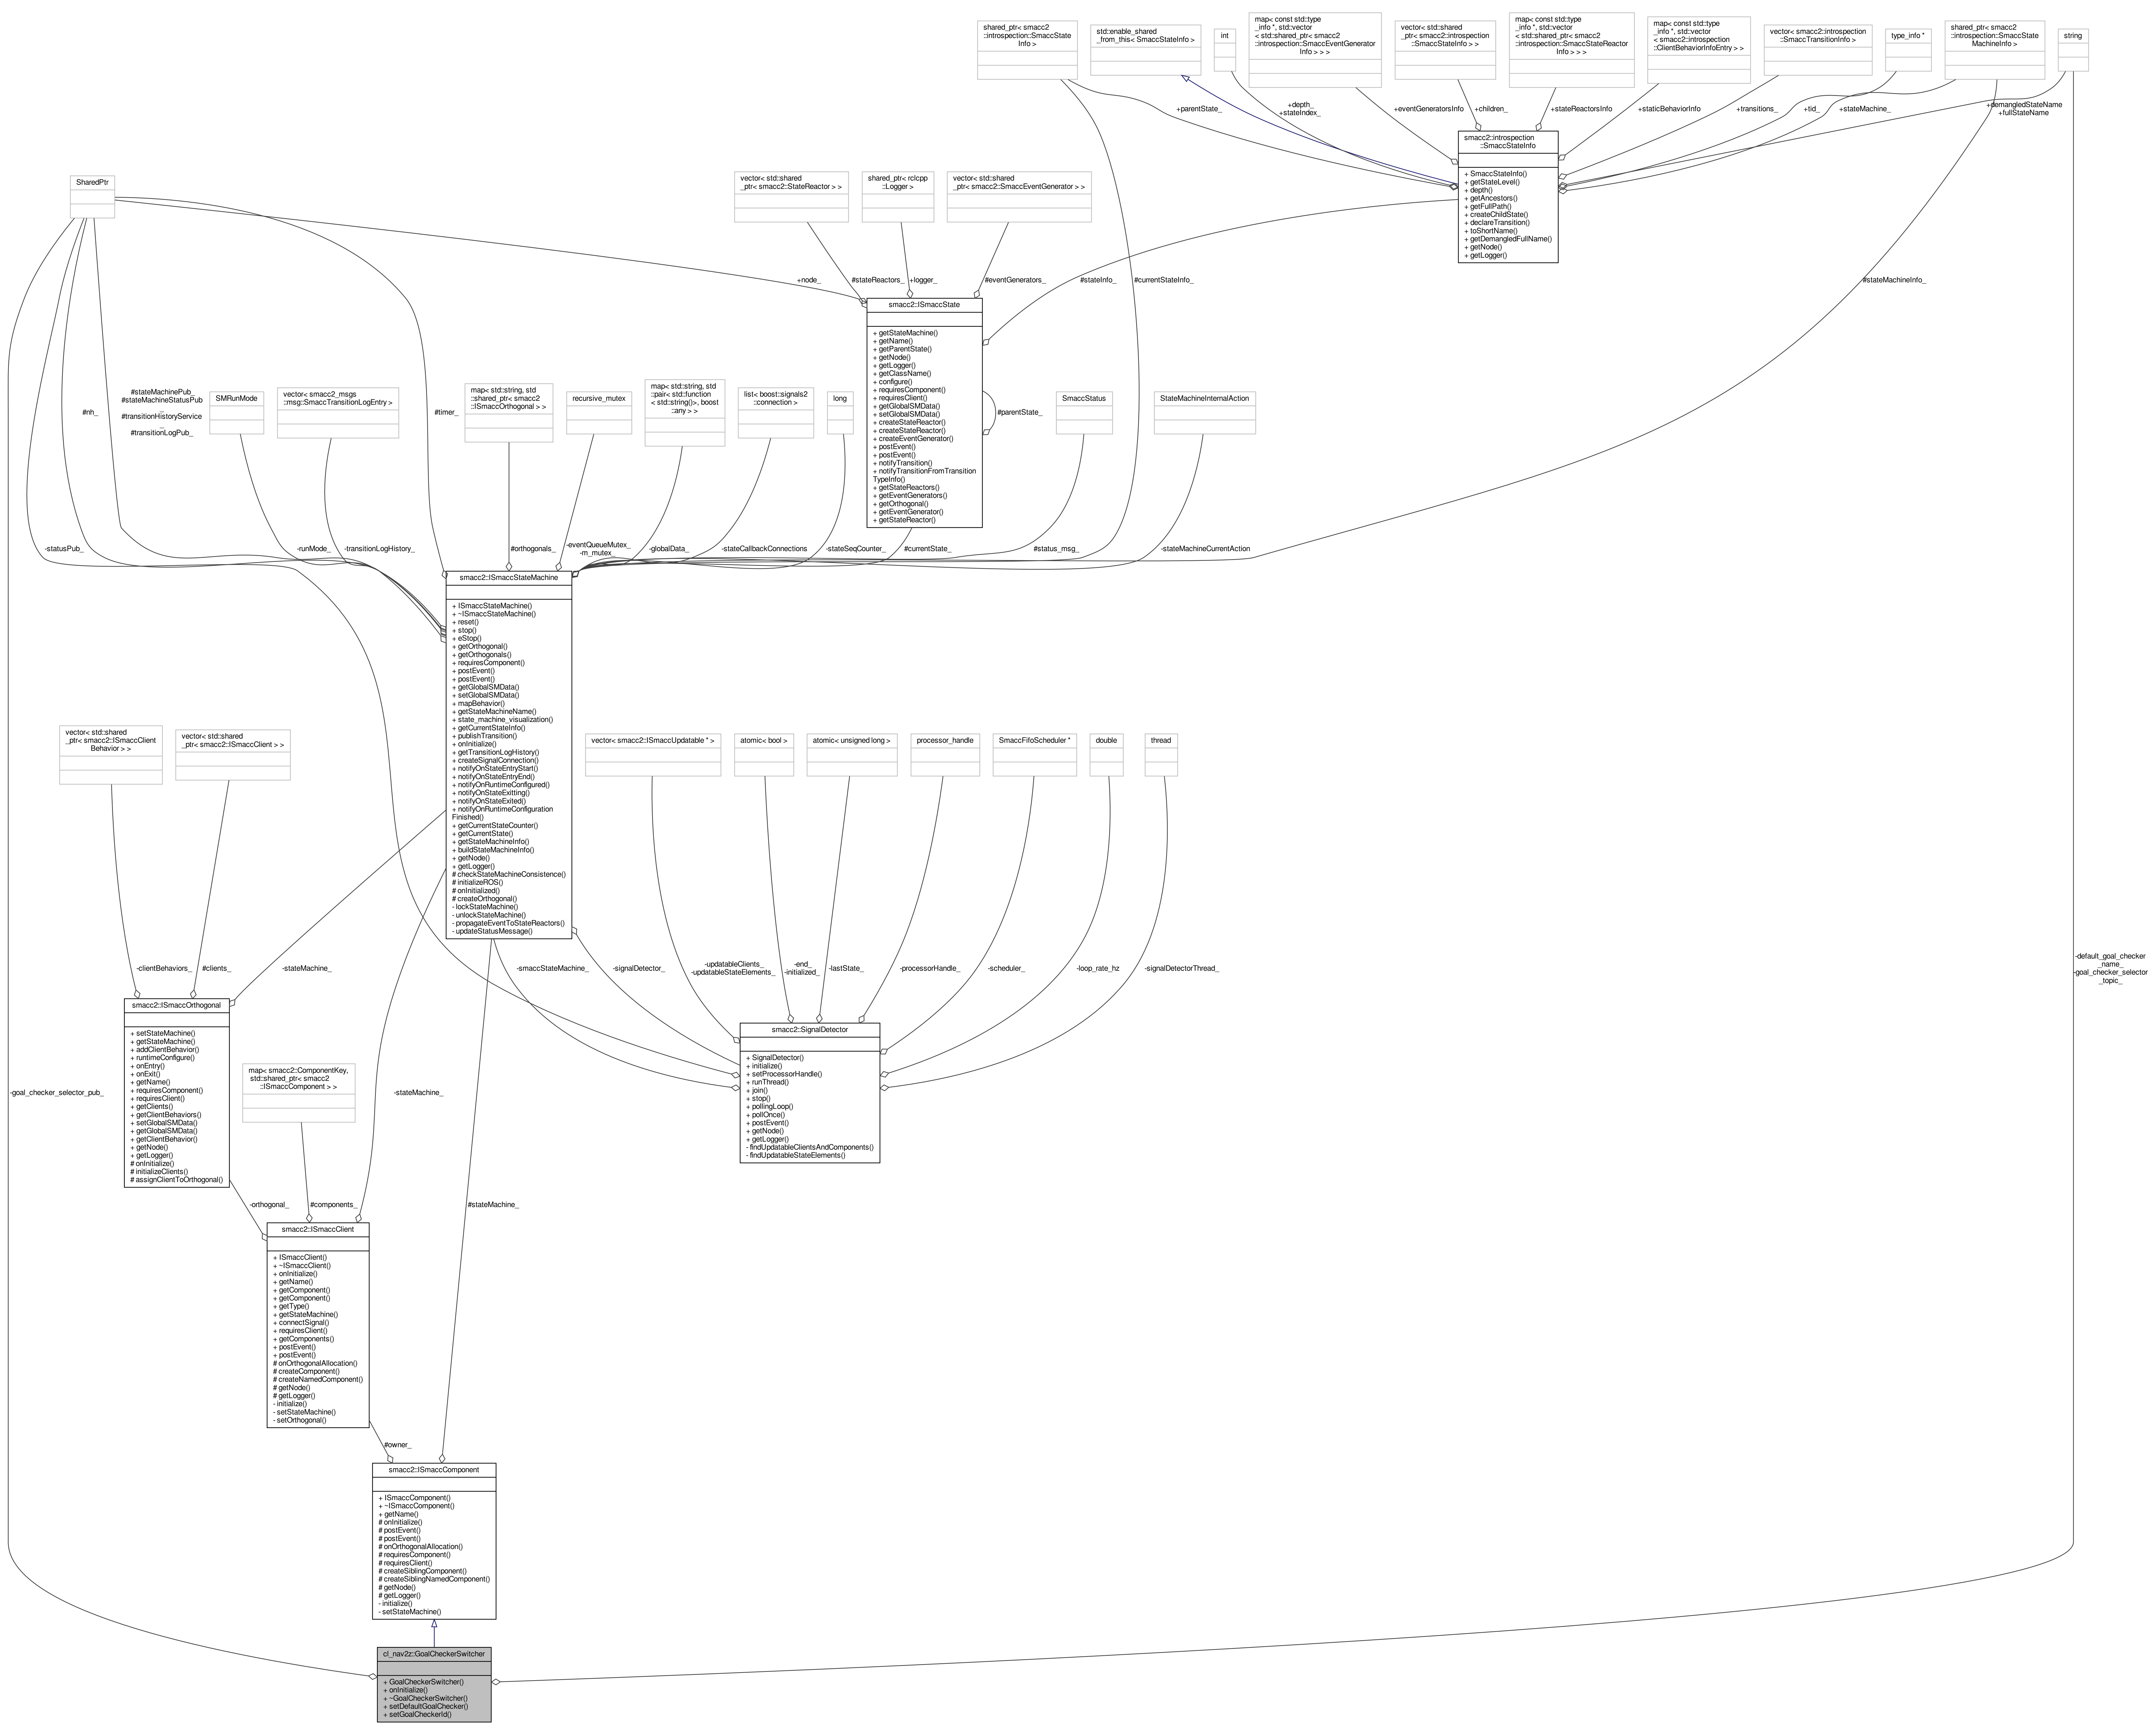 shared_ptr< smacc2
::introspection::SmaccState
Info >
std::enable_shared
_from_this< SmaccStateInfo >
int
map< const std::type
_info *, std::vector
< std::shared_ptr< smacc2
::introspection::SmaccEventGenerator
Info > > >
vector< std::shared
_ptr< smacc2::introspection
::SmaccStateInfo > >
map< const std::type
_info *, std::vector
< std::shared_ptr< smacc2
::introspection::SmaccStateReactor
Info > > >
map< const std::type
_info *, std::vector
< smacc2::introspection
::ClientBehaviorInfoEntry > >
vector< smacc2::introspection
::SmaccTransitionInfo >
type_info *
shared_ptr< smacc2
::introspection::SmaccState
MachineInfo >
string
+parentState_
+depth_
+stateIndex_
+eventGeneratorsInfo
+children_
+stateReactorsInfo
+staticBehaviorInfo
+transitions_
+tid_
+stateMachine_
+demangledStateName
+fullStateName
smacc2::introspection
::SmaccStateInfo
+ SmaccStateInfo()
+ getStateLevel()
+ depth()
+ getAncestors()
+ getFullPath()
+ createChildState()
+ declareTransition()
+ toShortName()
+ getDemangledFullName()
+ getNode()
+ getLogger()
SharedPtr
vector< std::shared
_ptr< smacc2::StateReactor > >
shared_ptr< rclcpp
::Logger >
vector< std::shared
_ptr< smacc2::SmaccEventGenerator > >
+node_
#stateReactors_
+logger_
#eventGenerators_
#stateInfo_
#currentStateInfo_
#stateMachineInfo_
smacc2::ISmaccState
+ getStateMachine()
+ getName()
+ getParentState()
+ getNode()
+ getLogger()
+ getClassName()
+ configure()
+ requiresComponent()
+ requiresClient()
+ getGlobalSMData()
+ setGlobalSMData()
+ createStateReactor()
+ createStateReactor()
+ createEventGenerator()
+ postEvent()
+ postEvent()
+ notifyTransition()
+ notifyTransitionFromTransition
TypeInfo()
+ getStateReactors()
+ getEventGenerators()
+ getOrthogonal()
+ getEventGenerator()
+ getStateReactor()
#parentState_
#nh_
#stateMachinePub_
#stateMachineStatusPub
_
#transitionHistoryService
_
#transitionLogPub_
SMRunMode
vector< smacc2_msgs
::msg::SmaccTransitionLogEntry >
#timer_
map< std::string, std
::shared_ptr< smacc2
::ISmaccOrthogonal > >
recursive_mutex
map< std::string, std
::pair< std::function
< std::string()>, boost
::any > >
list< boost::signals2
::connection >
long
SmaccStatus
StateMachineInternalAction
-statusPub_
-runMode_
-transitionLogHistory_
#orthogonals_
-eventQueueMutex_
-m_mutex_
-globalData_
-stateCallbackConnections
-stateSeqCounter_
#currentState_
#status_msg_
-stateMachineCurrentAction
smacc2::ISmaccStateMachine
+ ISmaccStateMachine()
+ ~ISmaccStateMachine()
+ reset()
+ stop()
+ eStop()
+ getOrthogonal()
+ getOrthogonals()
+ requiresComponent()
+ postEvent()
+ postEvent()
+ getGlobalSMData()
+ setGlobalSMData()
+ mapBehavior()
+ getStateMachineName()
+ state_machine_visualization()
+ getCurrentStateInfo()
+ publishTransition()
+ onInitialize()
+ getTransitionLogHistory()
+ createSignalConnection()
+ notifyOnStateEntryStart()
+ notifyOnStateEntryEnd()
+ notifyOnRuntimeConfigured()
+ notifyOnStateExitting()
+ notifyOnStateExited()
+ notifyOnRuntimeConfiguration
Finished()
+ getCurrentStateCounter()
+ getCurrentState()
+ getStateMachineInfo()
+ buildStateMachineInfo()
+ getNode()
+ getLogger()
# checkStateMachineConsistence()
# initializeROS()
# onInitialized()
# createOrthogonal()
- lockStateMachine()
- unlockStateMachine()
- propagateEventToStateReactors()
- updateStatusMessage()
vector< std::shared
_ptr< smacc2::ISmaccClient
Behavior > >
vector< std::shared
_ptr< smacc2::ISmaccClient > >
vector< smacc2::ISmaccUpdatable * >
atomic< bool >
atomic< unsigned long >
processor_handle
SmaccFifoScheduler *
double
thread
-clientBehaviors_
#clients_
-stateMachine_
-smaccStateMachine_
-signalDetector_
-updatableClients_
-updatableStateElements_
-end_
-initialized_
-lastState_
-processorHandle_
-scheduler_
-loop_rate_hz
-signalDetectorThread_
-default_goal_checker
_name_
-goal_checker_selector
_topic_
smacc2::ISmaccOrthogonal
+ setStateMachine()
+ getStateMachine()
+ addClientBehavior()
+ runtimeConfigure()
+ onEntry()
+ onExit()
+ getName()
+ requiresComponent()
+ requiresClient()
+ getClients()
+ getClientBehaviors()
+ setGlobalSMData()
+ getGlobalSMData()
+ getClientBehavior()
+ getNode()
+ getLogger()
# onInitialize()
# initializeClients()
# assignClientToOrthogonal()
smacc2::SignalDetector
+ SignalDetector()
+ initialize()
+ setProcessorHandle()
+ runThread()
+ join()
+ stop()
+ pollingLoop()
+ pollOnce()
+ postEvent()
+ getNode()
+ getLogger()
- findUpdatableClientsAndComponents()
- findUpdatableStateElements()
map< smacc2::ComponentKey,
std::shared_ptr< smacc2
::ISmaccComponent > >
-goal_checker_selector_pub_
-stateMachine_
-orthogonal_
#components_
#stateMachine_
smacc2::ISmaccClient
+ ISmaccClient()
+ ~ISmaccClient()
+ onInitialize()
+ getName()
+ getComponent()
+ getComponent()
+ getType()
+ getStateMachine()
+ connectSignal()
+ requiresClient()
+ getComponents()
+ postEvent()
+ postEvent()
# onOrthogonalAllocation()
# createComponent()
# createNamedComponent()
# getNode()
# getLogger()
- initialize()
- setStateMachine()
- setOrthogonal()
#owner_
smacc2::ISmaccComponent
+ ISmaccComponent()
+ ~ISmaccComponent()
+ getName()
# onInitialize()
# postEvent()
# postEvent()
# onOrthogonalAllocation()
# requiresComponent()
# requiresClient()
# createSiblingComponent()
# createSiblingNamedComponent()
# getNode()
# getLogger()
- initialize()
- setStateMachine()
cl_nav2z::GoalCheckerSwitcher
+ GoalCheckerSwitcher()
+ onInitialize()
+ ~GoalCheckerSwitcher()
+ setDefaultGoalChecker()
+ setGoalCheckerId()